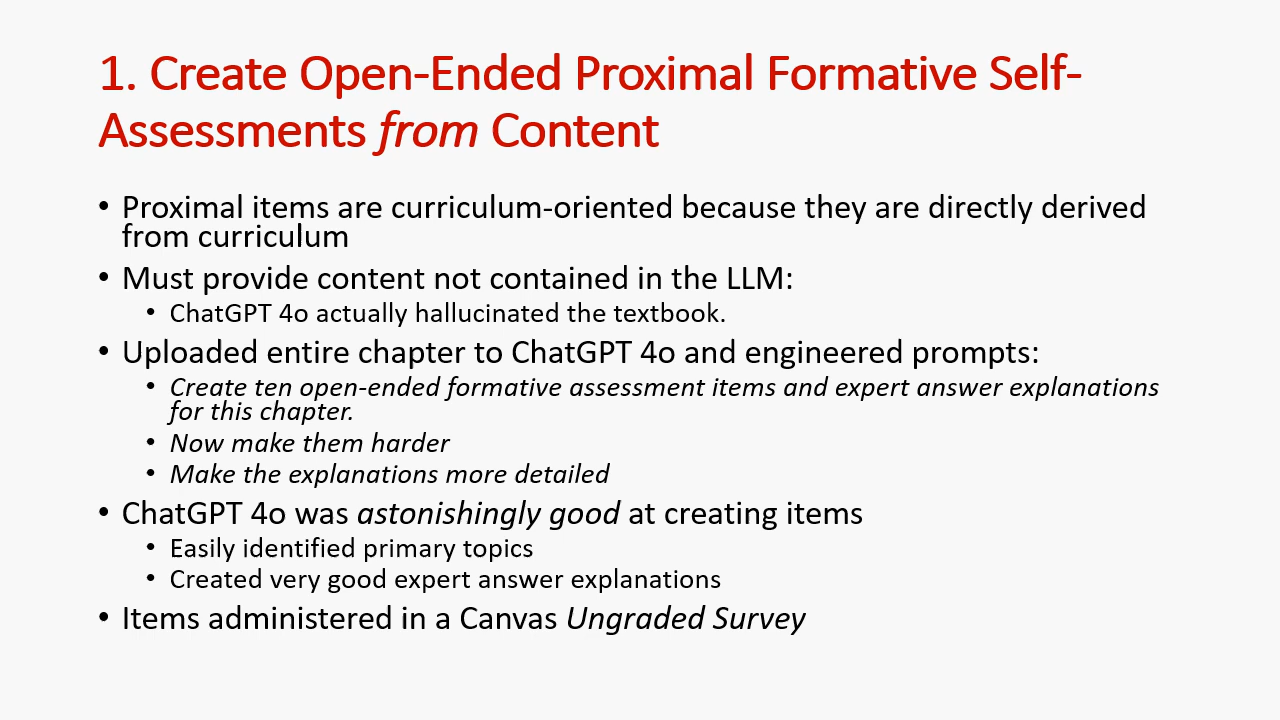 1. Create Open-Ended Proximal Formative Self-
Assessments from Content
• Proximal items are curriculum-oriented because they are directly derived
from curriculum
• Must provide content not contained in the LLM:
• ChatGPT 4o actually hallucinated the textbook.
• Uploaded entire chapter to ChatGPT 4o and engineered prompts:
• Create ten open-ended formative assessment items and expert answer explanations
for this chapter.
• Now make them harder
• Make the explanations more detailed
• ChatGPT 4o was astonishingly good at creating items
• Easily identified primary topics
• Created very good expert answer explanations
• Items administered in a Canvas Ungraded Survey